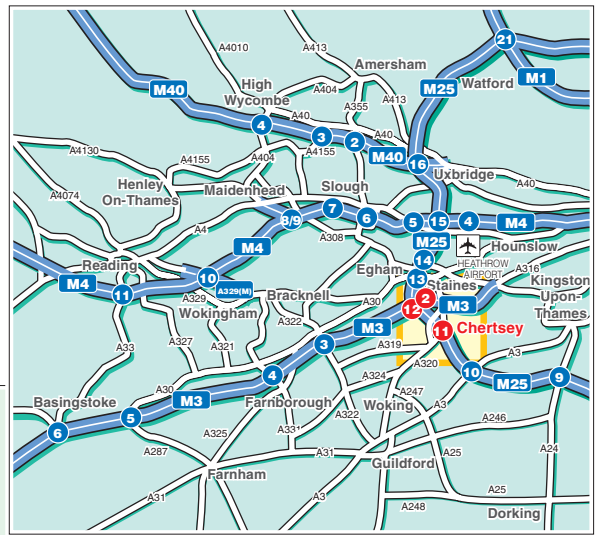 A4010
A413
21
Amersham
M1
High
Wycombe
M40
A404
A355
A413
M25
Watford
4
A40
3
2
A40
M40
16
A4130
A4155
A404
A4155
Uxbridge
A40
A4074
Henley
On-Thames
Maidenhead
Slough
8/9
7
6
5
15
4
M4
A4
A308
M25
Hounslow
M4
14
HEATHROW
AIRPORT
Reading
Egham
13
Staines
A316
Kingston
Upon-
Thames
M4
11
10
A329(M)
A329
Wokingham
Bracknell
A30
2
12
M3
A322
M3
11
Chertsey
A33
A327
A321
3
A319
A320
A3
A30
4
A324
10
M25
9
Basingstoke
M3
Farnborough
A247
6
5
A322
Woking
A3
A246
A325
A331
A287
A31
A25
A24
Farnham
Guildford
A31
A3
A25
A248
Dorking